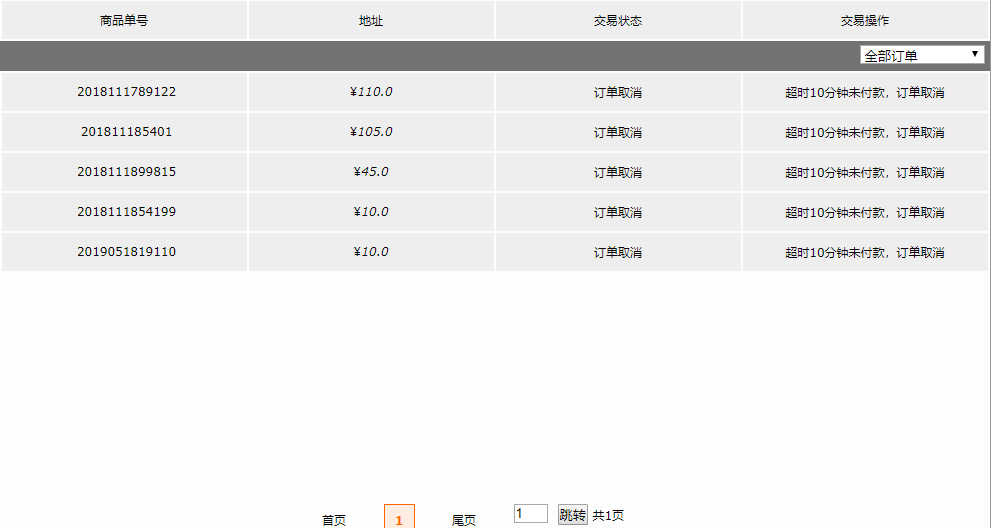 商品单号 地址 交易状态 交易操作
全部订单
2018111789122 ¥110.0 订单取消 超时10分钟未付款，订单取消
201811185401 ¥105.0 订单取消 超时10分钟未付款，订单取消
2018111899815 ¥45.0 订单取消 超时10分钟未付款，订单取消
2018111854199 ¥10.0 订单取消 超时10分钟未付款，订单取消
2019051819110 ¥10.0 订单取消 超时10分钟未付款，订单取消
首页 1 尾页 1 跳转 共1页